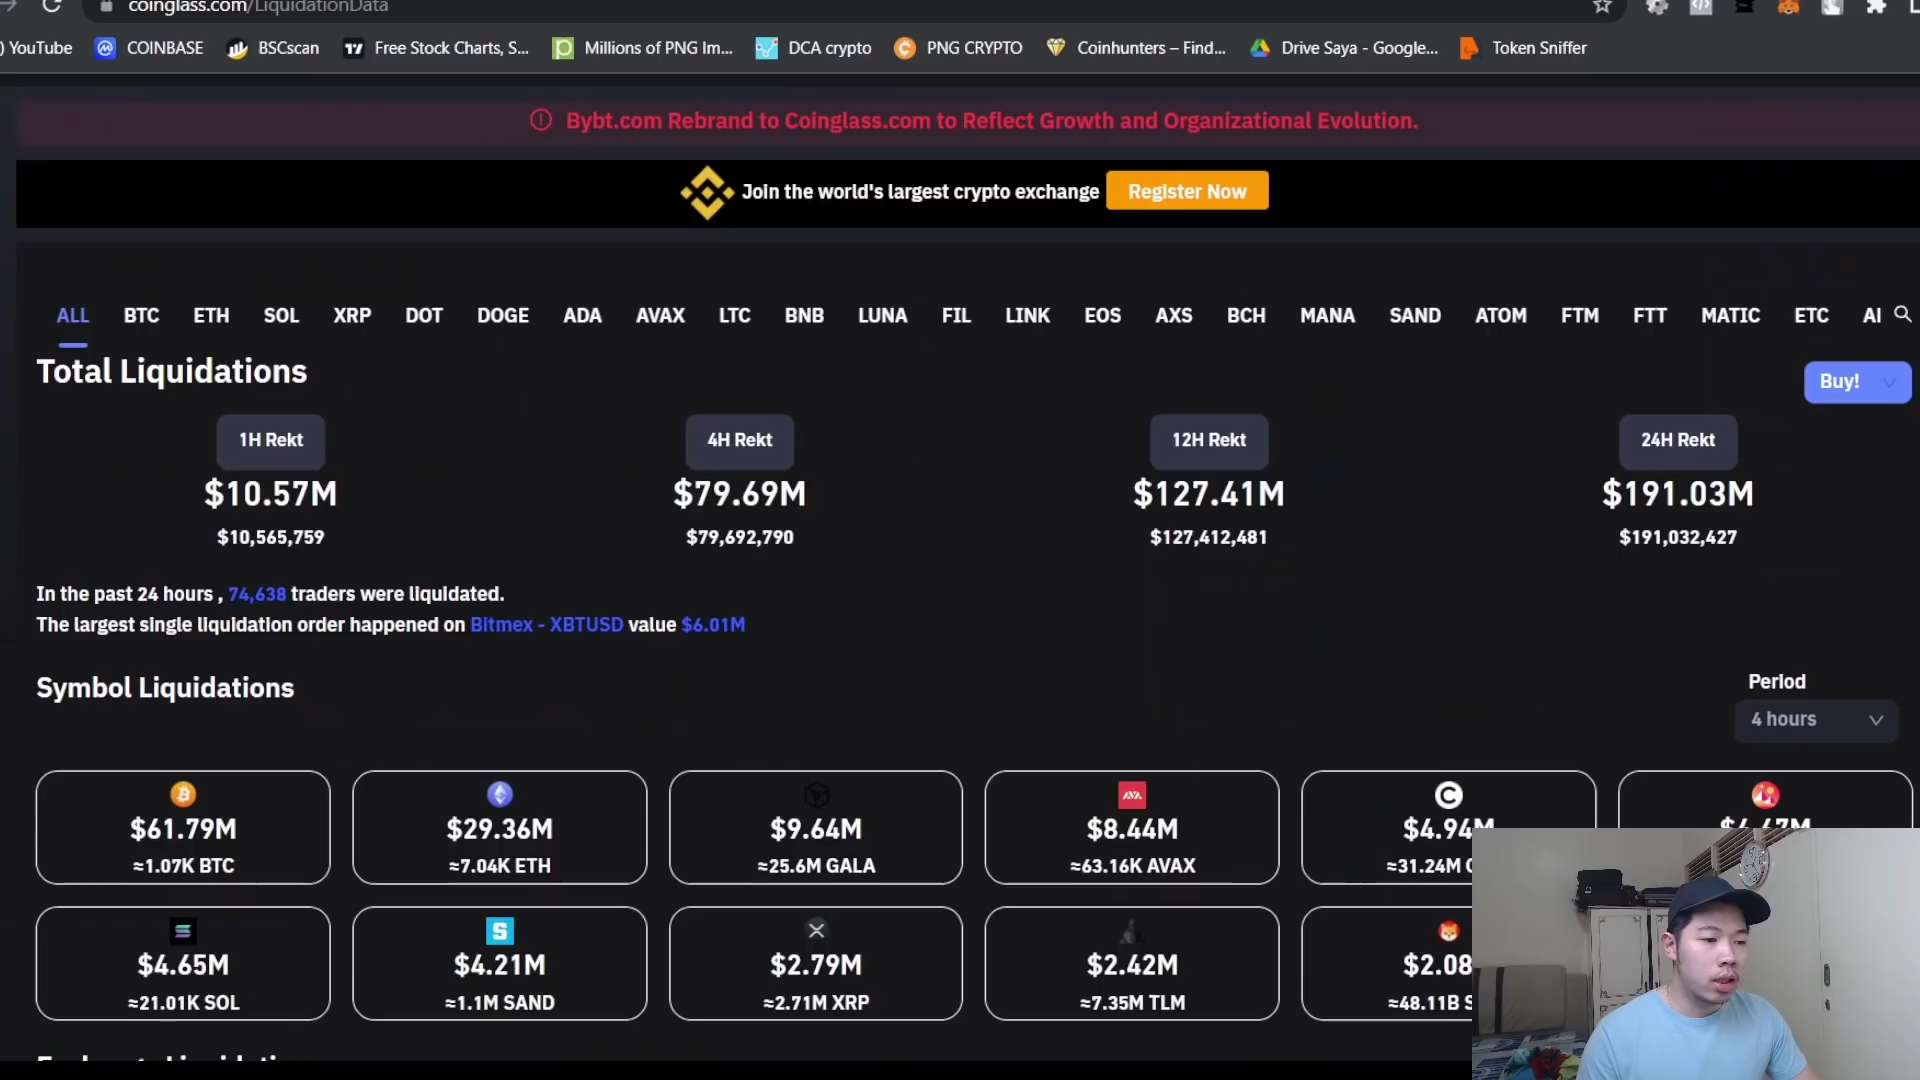 coinglass.com/LiquidationData
YouTube COINBASE BSCscan Free Stock Charts, S... Millions of PNG Im... DCA crypto PNG CRYPTO Coinhunters – Find... Drive Saya - Google... Token Sniffer
Bybt.com Rebrand to Coinglass.com to Reflect Growth and Organizational Evolution.
Join the world's largest crypto exchange Register Now
ALL BTC ETH SOL XRP DOT DOGE ADA AVAX LTC BNB LUNA FIL LINK EOS AXS BCH MANA SAND ATOM FTM FTT MATIC ETC
Total Liquidations
Buy!
1H Rekt 4H Rekt 12H Rekt 24H Rekt
$10.57M $79.69M $127.41M $191.03M
$10,565,759 $79,692,790 $127,412,481 $191,032,427
In the past 24 hours , 74,638 traders were liquidated.
The largest single liquidation order happened on Bitmex - XBTUSD value $6.01M
Symbol Liquidations
Period
4 hours
$61.79M $29.36M $9.64M $8.44M $4.94M
≈1.07K BTC ≈7.04K ETH ≈25.6M GALA ≈63.16K AVAX ≈31.24M
$4.65M $4.21M $2.79M $2.42M $2.08
≈21.01K SOL ≈1.1M SAND ≈2.71M XRP ≈7.35M TLM ≈48.11B